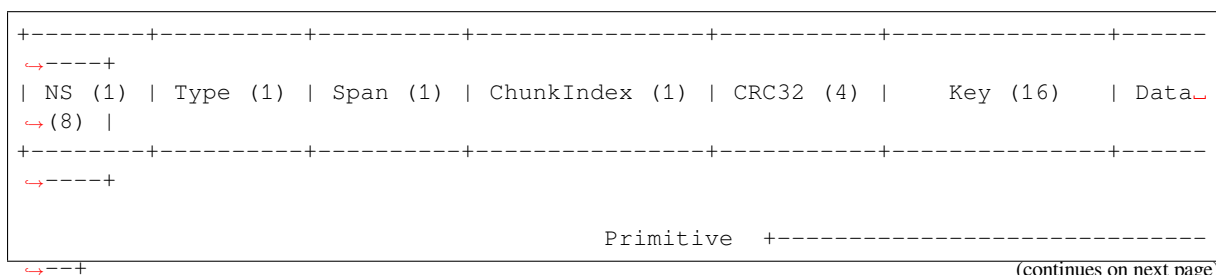 +--------+----------+----------+----------------+-----------+---------------+------
↪----+
| NS (1) | Type (1) | Span (1) | ChunkIndex (1) | CRC32 (4) |    Key (16)   | Data␣
↪(8) |
+--------+----------+----------+----------------+-----------+---------------+------
↪----+
                                         Primitive  +-----------------------------
↪--+
(continues on next page)